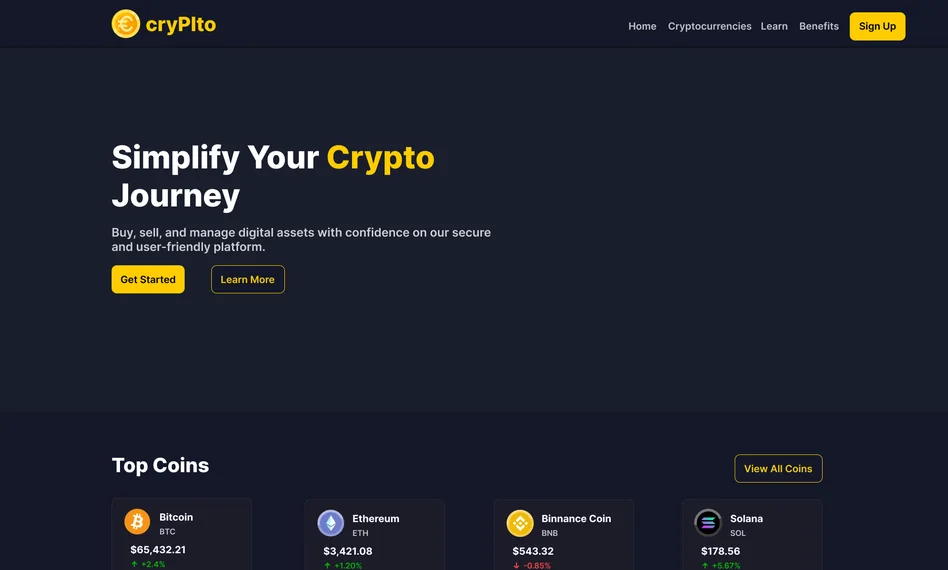 cryPIto
Home Cryptocurrencies Learn Benefits Sign Up
Simplify Your Crypto
Journey
Buy, sell, and manage digital assets with confidence on our secure
and user-friendly platform.
Get Started Learn More
Top Coins
View All Coins
Bitcoin
BTC
$65,432.21
↑ +2.4%
Ethereum
ETH
$3,421.08
↑ +1.20%
Binnance Coin
BNB
$543.32
↓ -0.85%
Solana
SOL
$178.56
↑ +5.67%